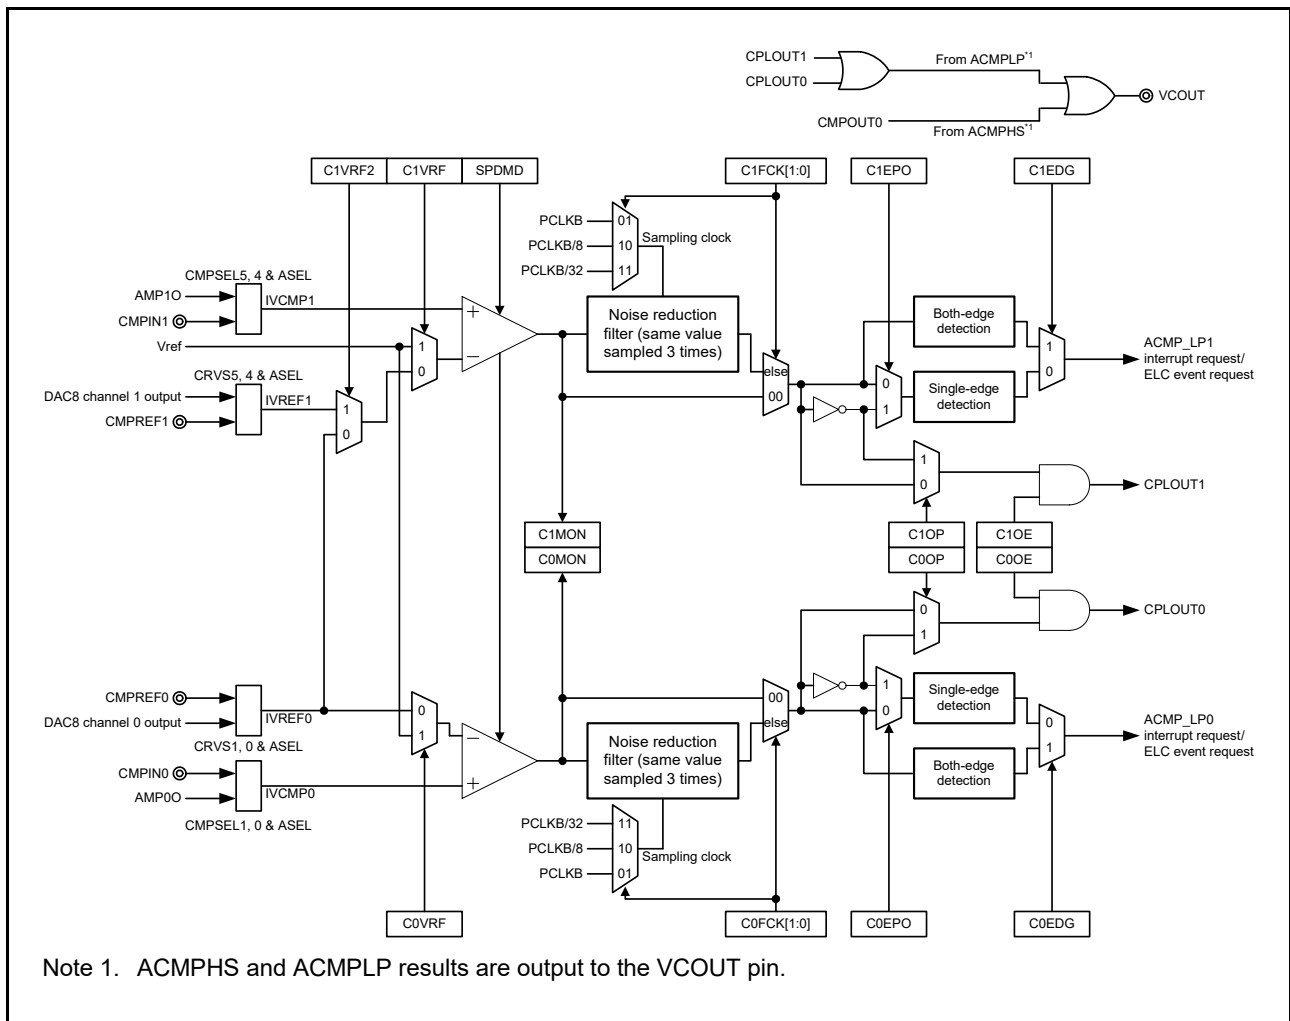 CPLOUT1
CPLOUT0
From ACMPLP*1
VCOUT
CMPOUT0
From ACMPHS*1
C1VRF2
C1VRF
SPDMD
C1FCK[1:0]
C1EPO
C1EDG
PCLKB
01
PCLKB/8
10
Sampling clock
PCLKB/32
11
CMPSEL5, 4 & ASEL
AMP1O
IVCMP1
CMPIN1
+
−
Noise reduction
filter (same value
sampled 3 times)
Both-edge
detection
Vref
1
0
else
00
1
0
ACMP_LP1
interrupt request/
ELC event request
CRVS5, 4 & ASEL
DAC8 channel 1 output
IVREF1
CMPREF1
1
0
0
1
Single-edge
detection
1
0
CPLOUT1
C1MON
C0MON
C1OP
C0OP
C1OE
C0OE
0
1
CPLOUT0
CMPREF0
IVREF0
DAC8 channel 0 output
CRVS1, 0 & ASEL
0
1
−
+
00
else
1
0
Single-edge
detection
0
1
ACMP_LP0
interrupt request/
ELC event request
CMPIN0
IVCMP0
AMP0O
CMPSEL1, 0 & ASEL
Noise reduction
filter (same value
sampled 3 times)
Both-edge
detection
PCLKB/32
11
PCLKB/8
10
Sampling clock
PCLKB
01
C0VRF
C0FCK[1:0]
C0EPO
C0EDG
Note 1. ACMPHS and ACMPLP results are output to the VCOUT pin.